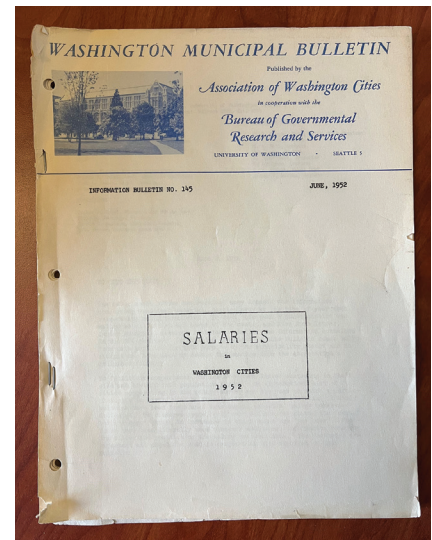 WASHINGTON MUNICIPAL BULLETIN
Published by the
Association of Washington Cities
in cooperation with the
Bureau of Governmental
Research and Services
UNIVERSITY OF WASHINGTON · SEATTLE 5
INFORMATION BULLETIN NO. 145 JUNE, 1952
SALARIES
in
WASHINGTON CITIES
1952